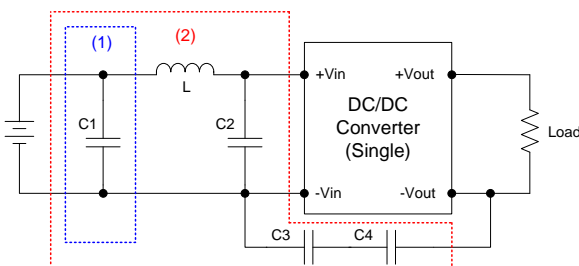 (1)
(2)
L
C1
C2
+Vin
+Vout
DC/DC
Converter
(Single)
Load
-Vin
-Vout
C3
C4